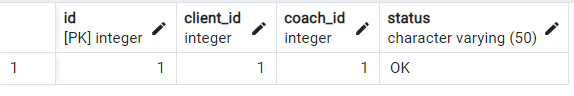 id client_id coach_id status
[PK] integer integer integer character varying (50)
1 1 1 1 OK